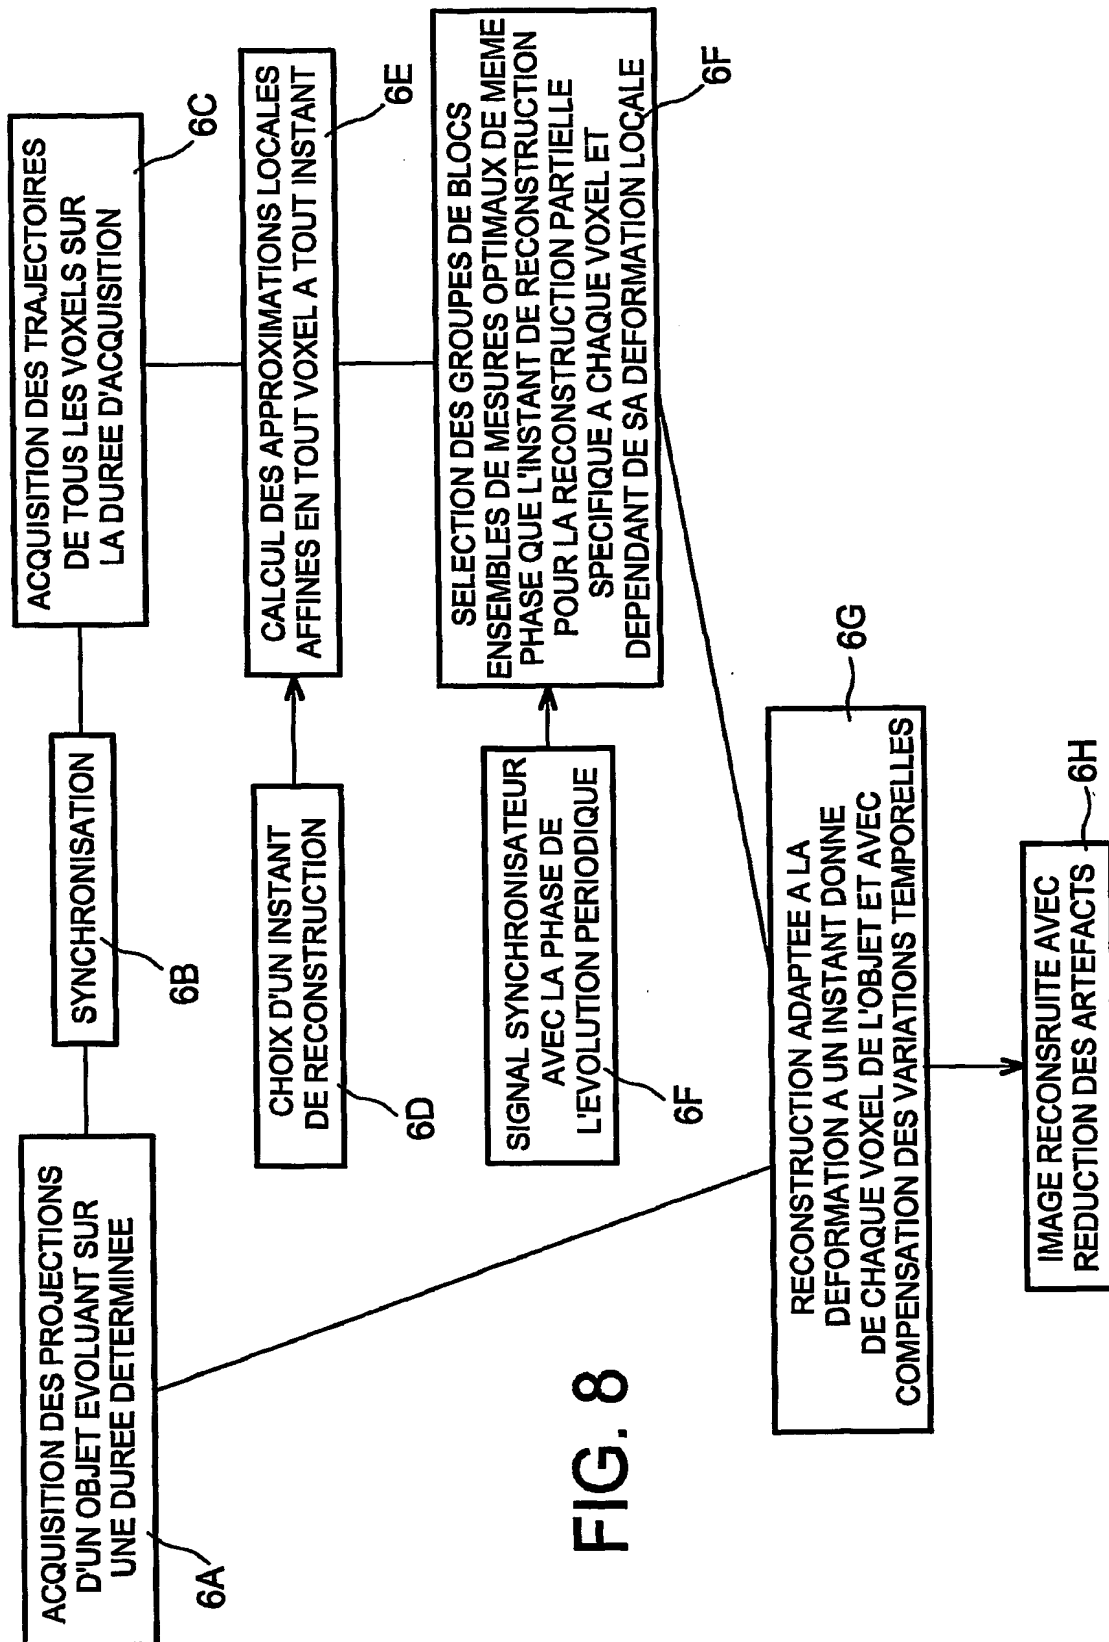 ACQUISITION DES PROJECTIONS
D'UN OBJET EVOLUANT SUR
UNE DUREE DETERMINEE
6A
SYNCHRONISATION
6B
ACQUISITION DES TRAJECTOIRES
DE TOUS LES VOXELS SUR
LA DUREE D'ACQUISITION
6C
CHOIX D'UN INSTANT
DE RECONSTRUCTION
6D
CALCUL DES APPROXIMATIONS LOCALES
AFFINES EN TOUT VOXEL A TOUT INSTANT
6E
SIGNAL SYNCHRONISATEUR
AVEC LA PHASE DE
L'EVOLUTION PERIODIQUE
6F
SELECTION DES GROUPES DE BLOCS
ENSEMBLES DE MESURES OPTIMAUX DE MEME
PHASE QUE L'INSTANT DE RECONSTRUCTION
POUR LA RECONSTRUCTION PARTIELLE
SPECIFIQUE A CHAQUE VOXEL ET
DEPENDANT DE SA DEFORMATION LOCALE
6F
RECONSTRUCTION ADAPTEE A LA
DEFORMATION A UN INSTANT DONNE
DE CHAQUE VOXEL DE L'OBJET ET AVEC
COMPENSATION DES VARIATIONS TEMPORELLES
6G
IMAGE RECONSRUITE AVEC
REDUCTION DES ARTEFACTS
6H
FIG. 8